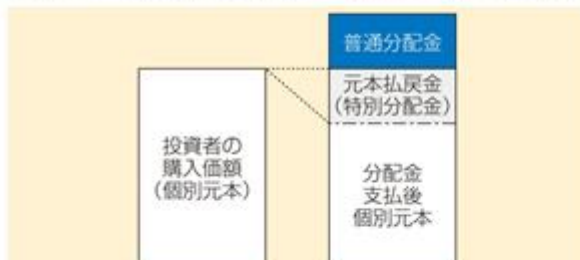 普通分配金
元本払戻金
（特別分配金）
投資者の
購入価額
（個別元本）
分配金
支払後
個別元本